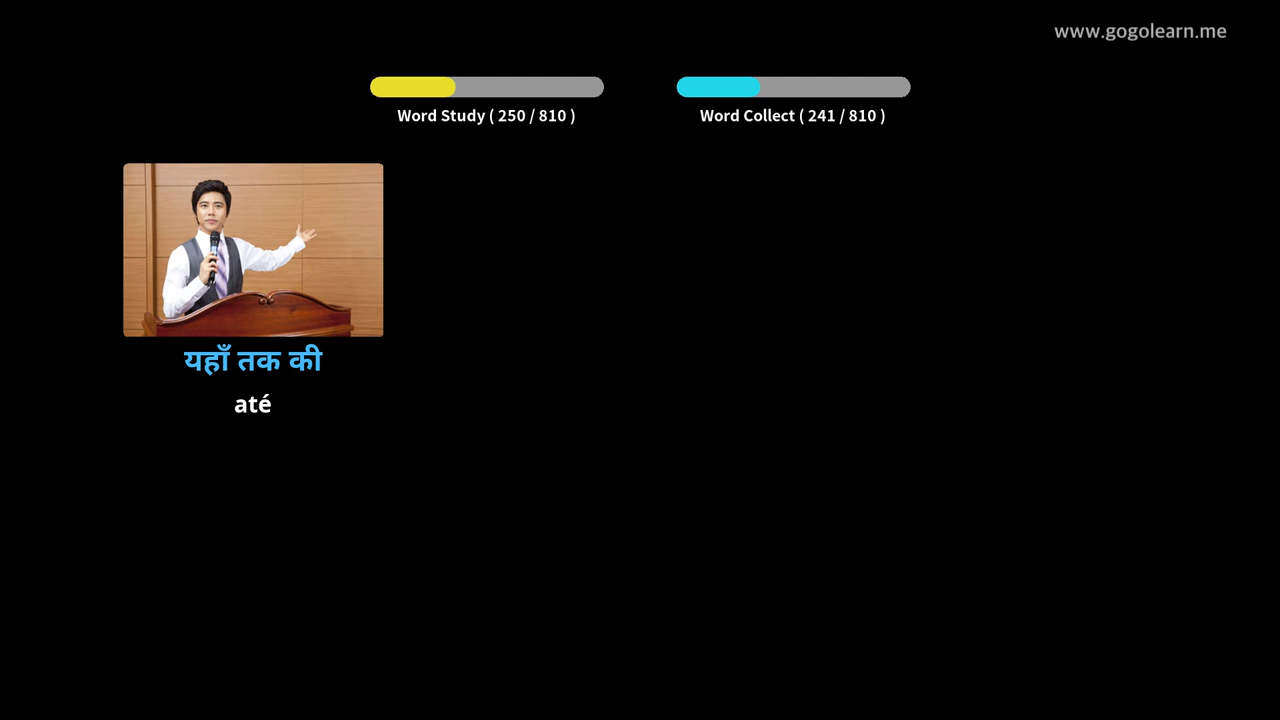 www.gogolearn.me
Word Study ( 250 / 810 )
Word Collect ( 241 / 810 )
यहाँ तक की
até